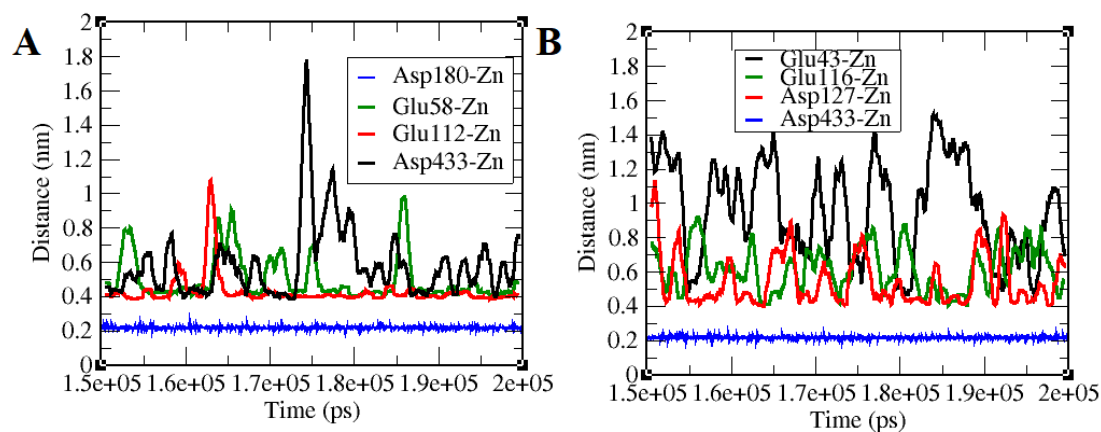 A
2
1.8
1.6
1.4
1.2
1
0.8
0.6
0.4
0.2
0
Distance (nm)
Asp180-Zn
Glu58-Zn
Glu112-Zn
Asp433-Zn
1.5e+05 1.6e+05 1.7e+05 1.8e+05 1.9e+05 2e+05
Time (ps)
B
2
1.8
1.6
1.4
1.2
1
0.8
0.6
0.4
0.2
0
Distance (nm)
Glu43-Zn
Glu116-Zn
Asp127-Zn
Asp433-Zn
1.5e+05 1.6e+05 1.7e+05 1.8e+05 1.9e+05 2e+05
Time (ps)